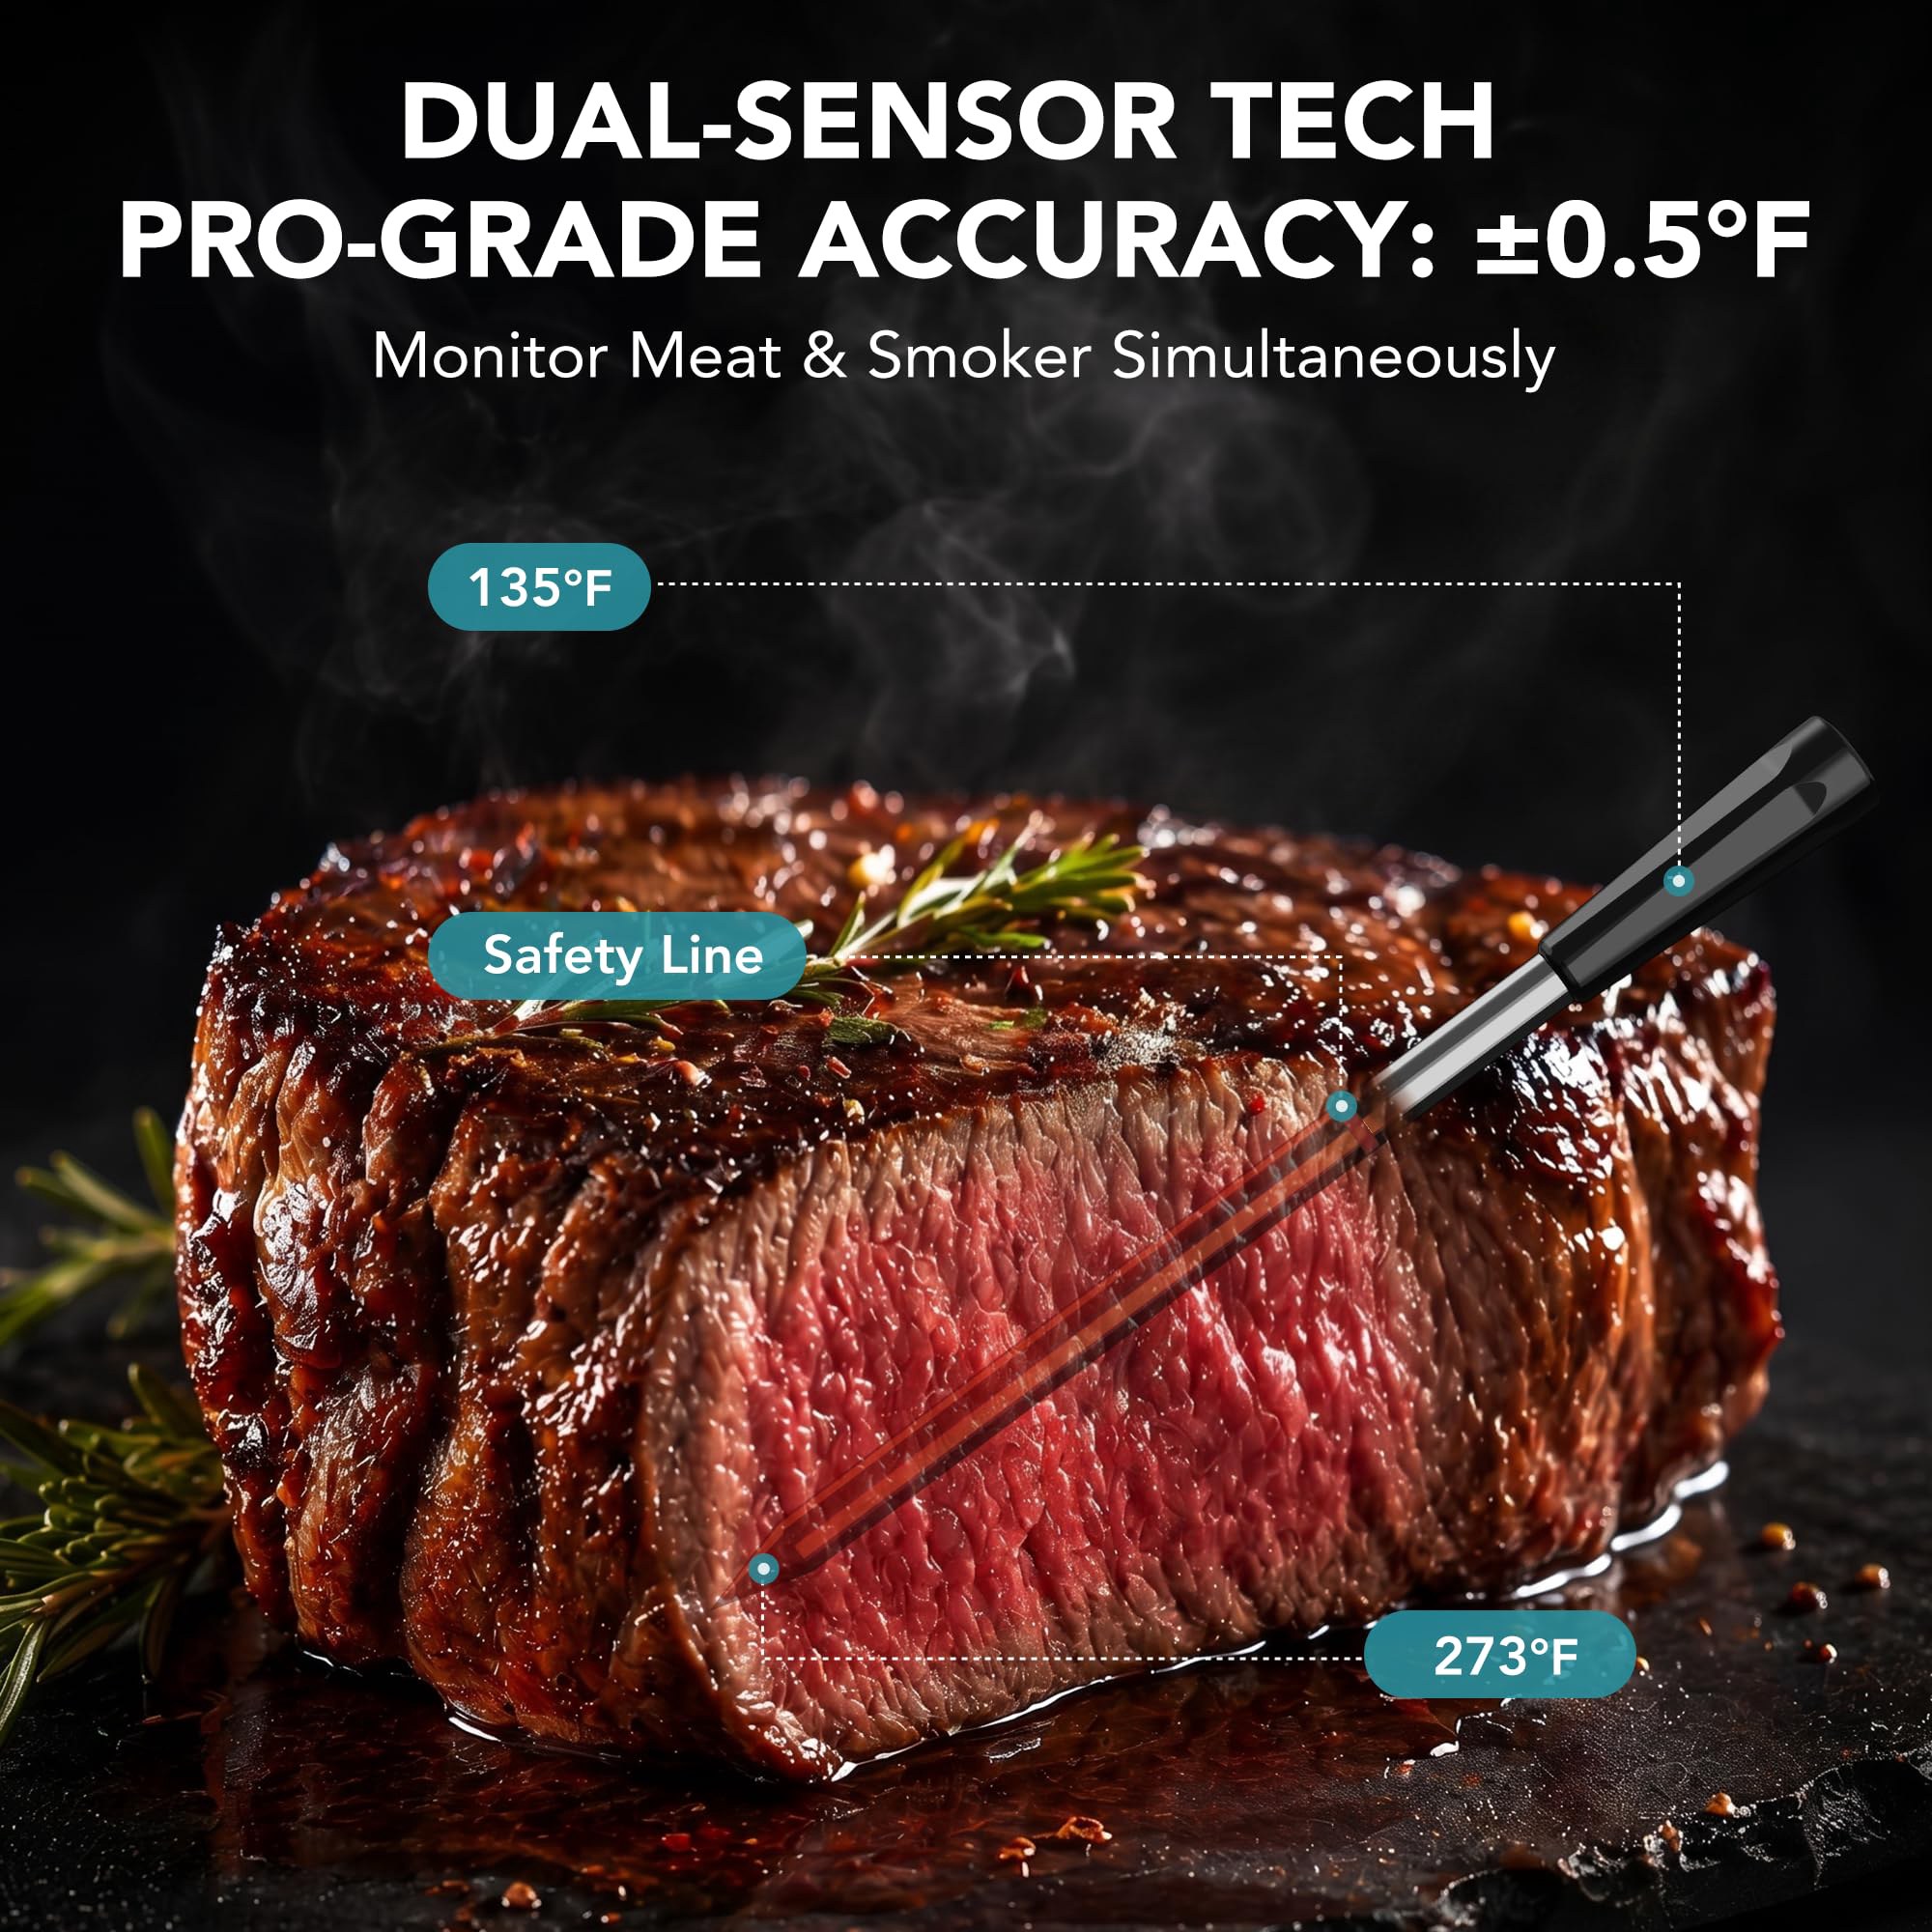 DUAL-SENSOR TECH
PRO-GRADE ACCURACY: ±0.5°F
Monitor Meat & Smoker Simultaneously
135°F
Safety Line
273°F